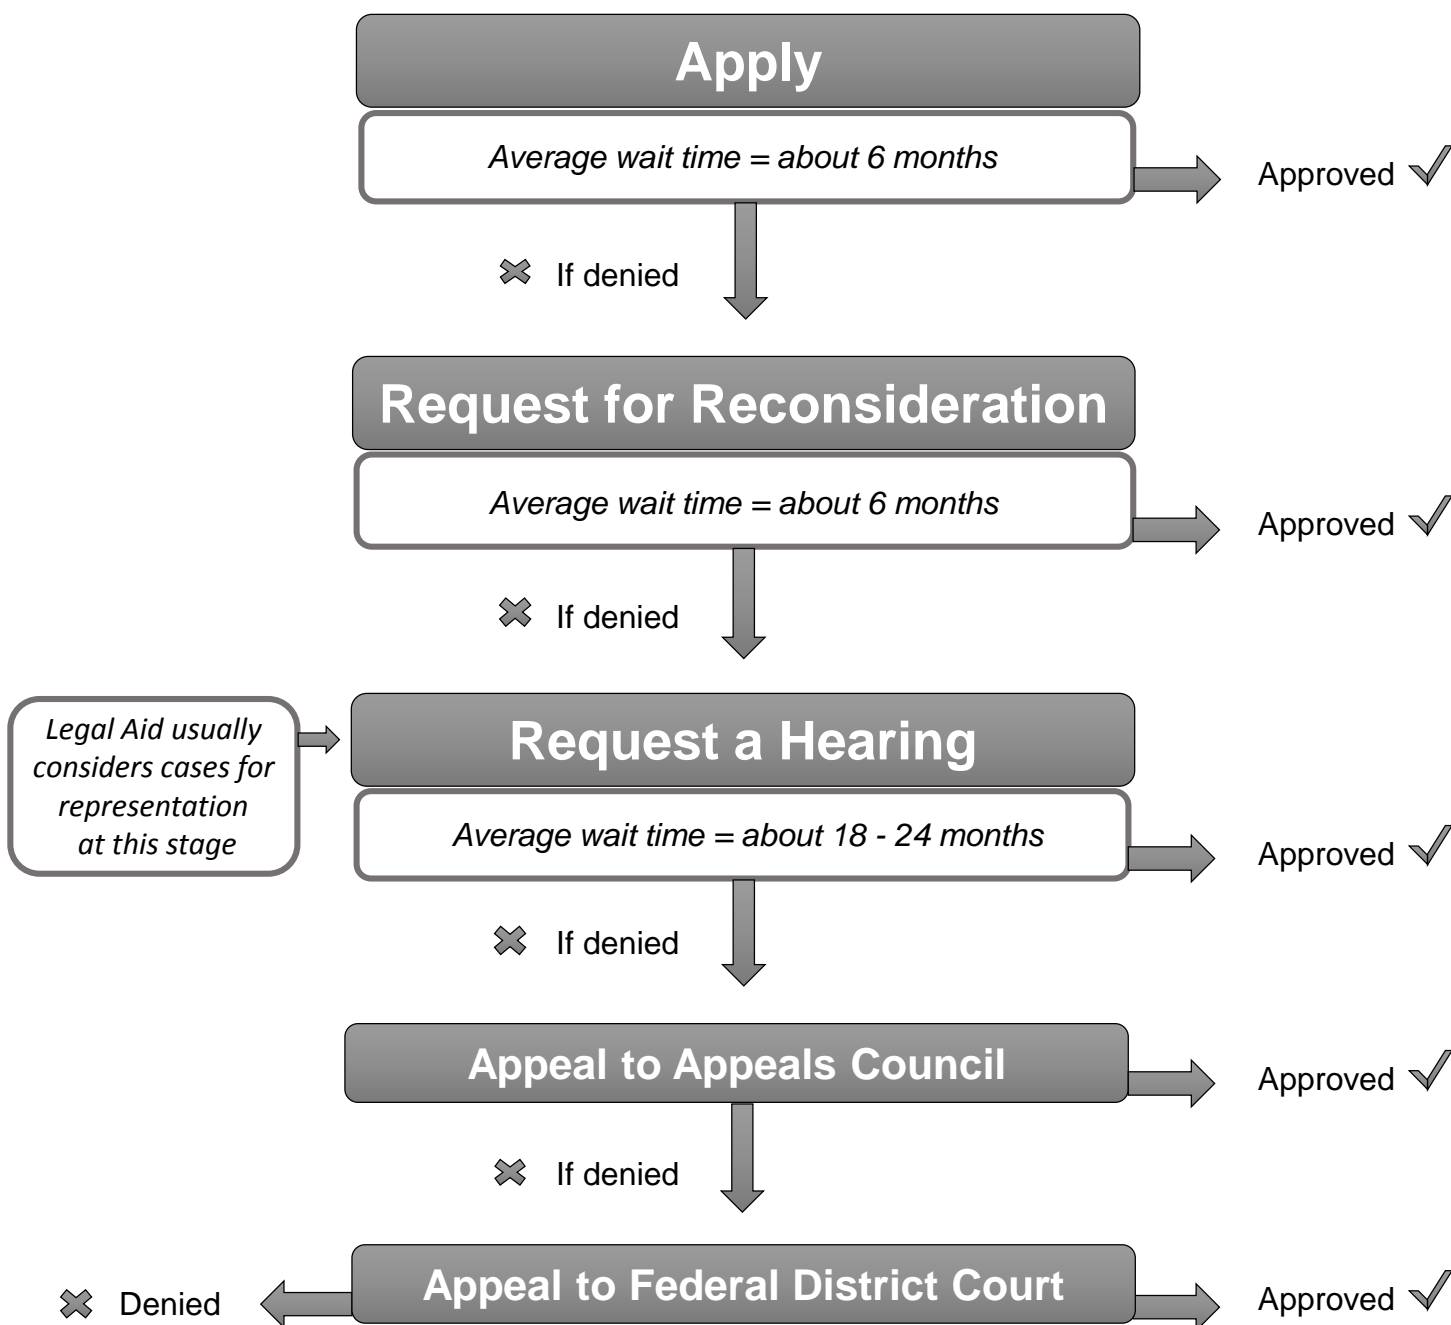 Apply
Average wait time = about 6 months
Approved
If denied
Request for Reconsideration
Average wait time = about 6 months
Approved
If denied
Legal Aid usually
considers cases for
representation
at this stage
Request a Hearing
Average wait time = about 18 - 24 months
Approved
If denied
Appeal to Appeals Council
Approved
If denied
Denied
Appeal to Federal District Court
Approved